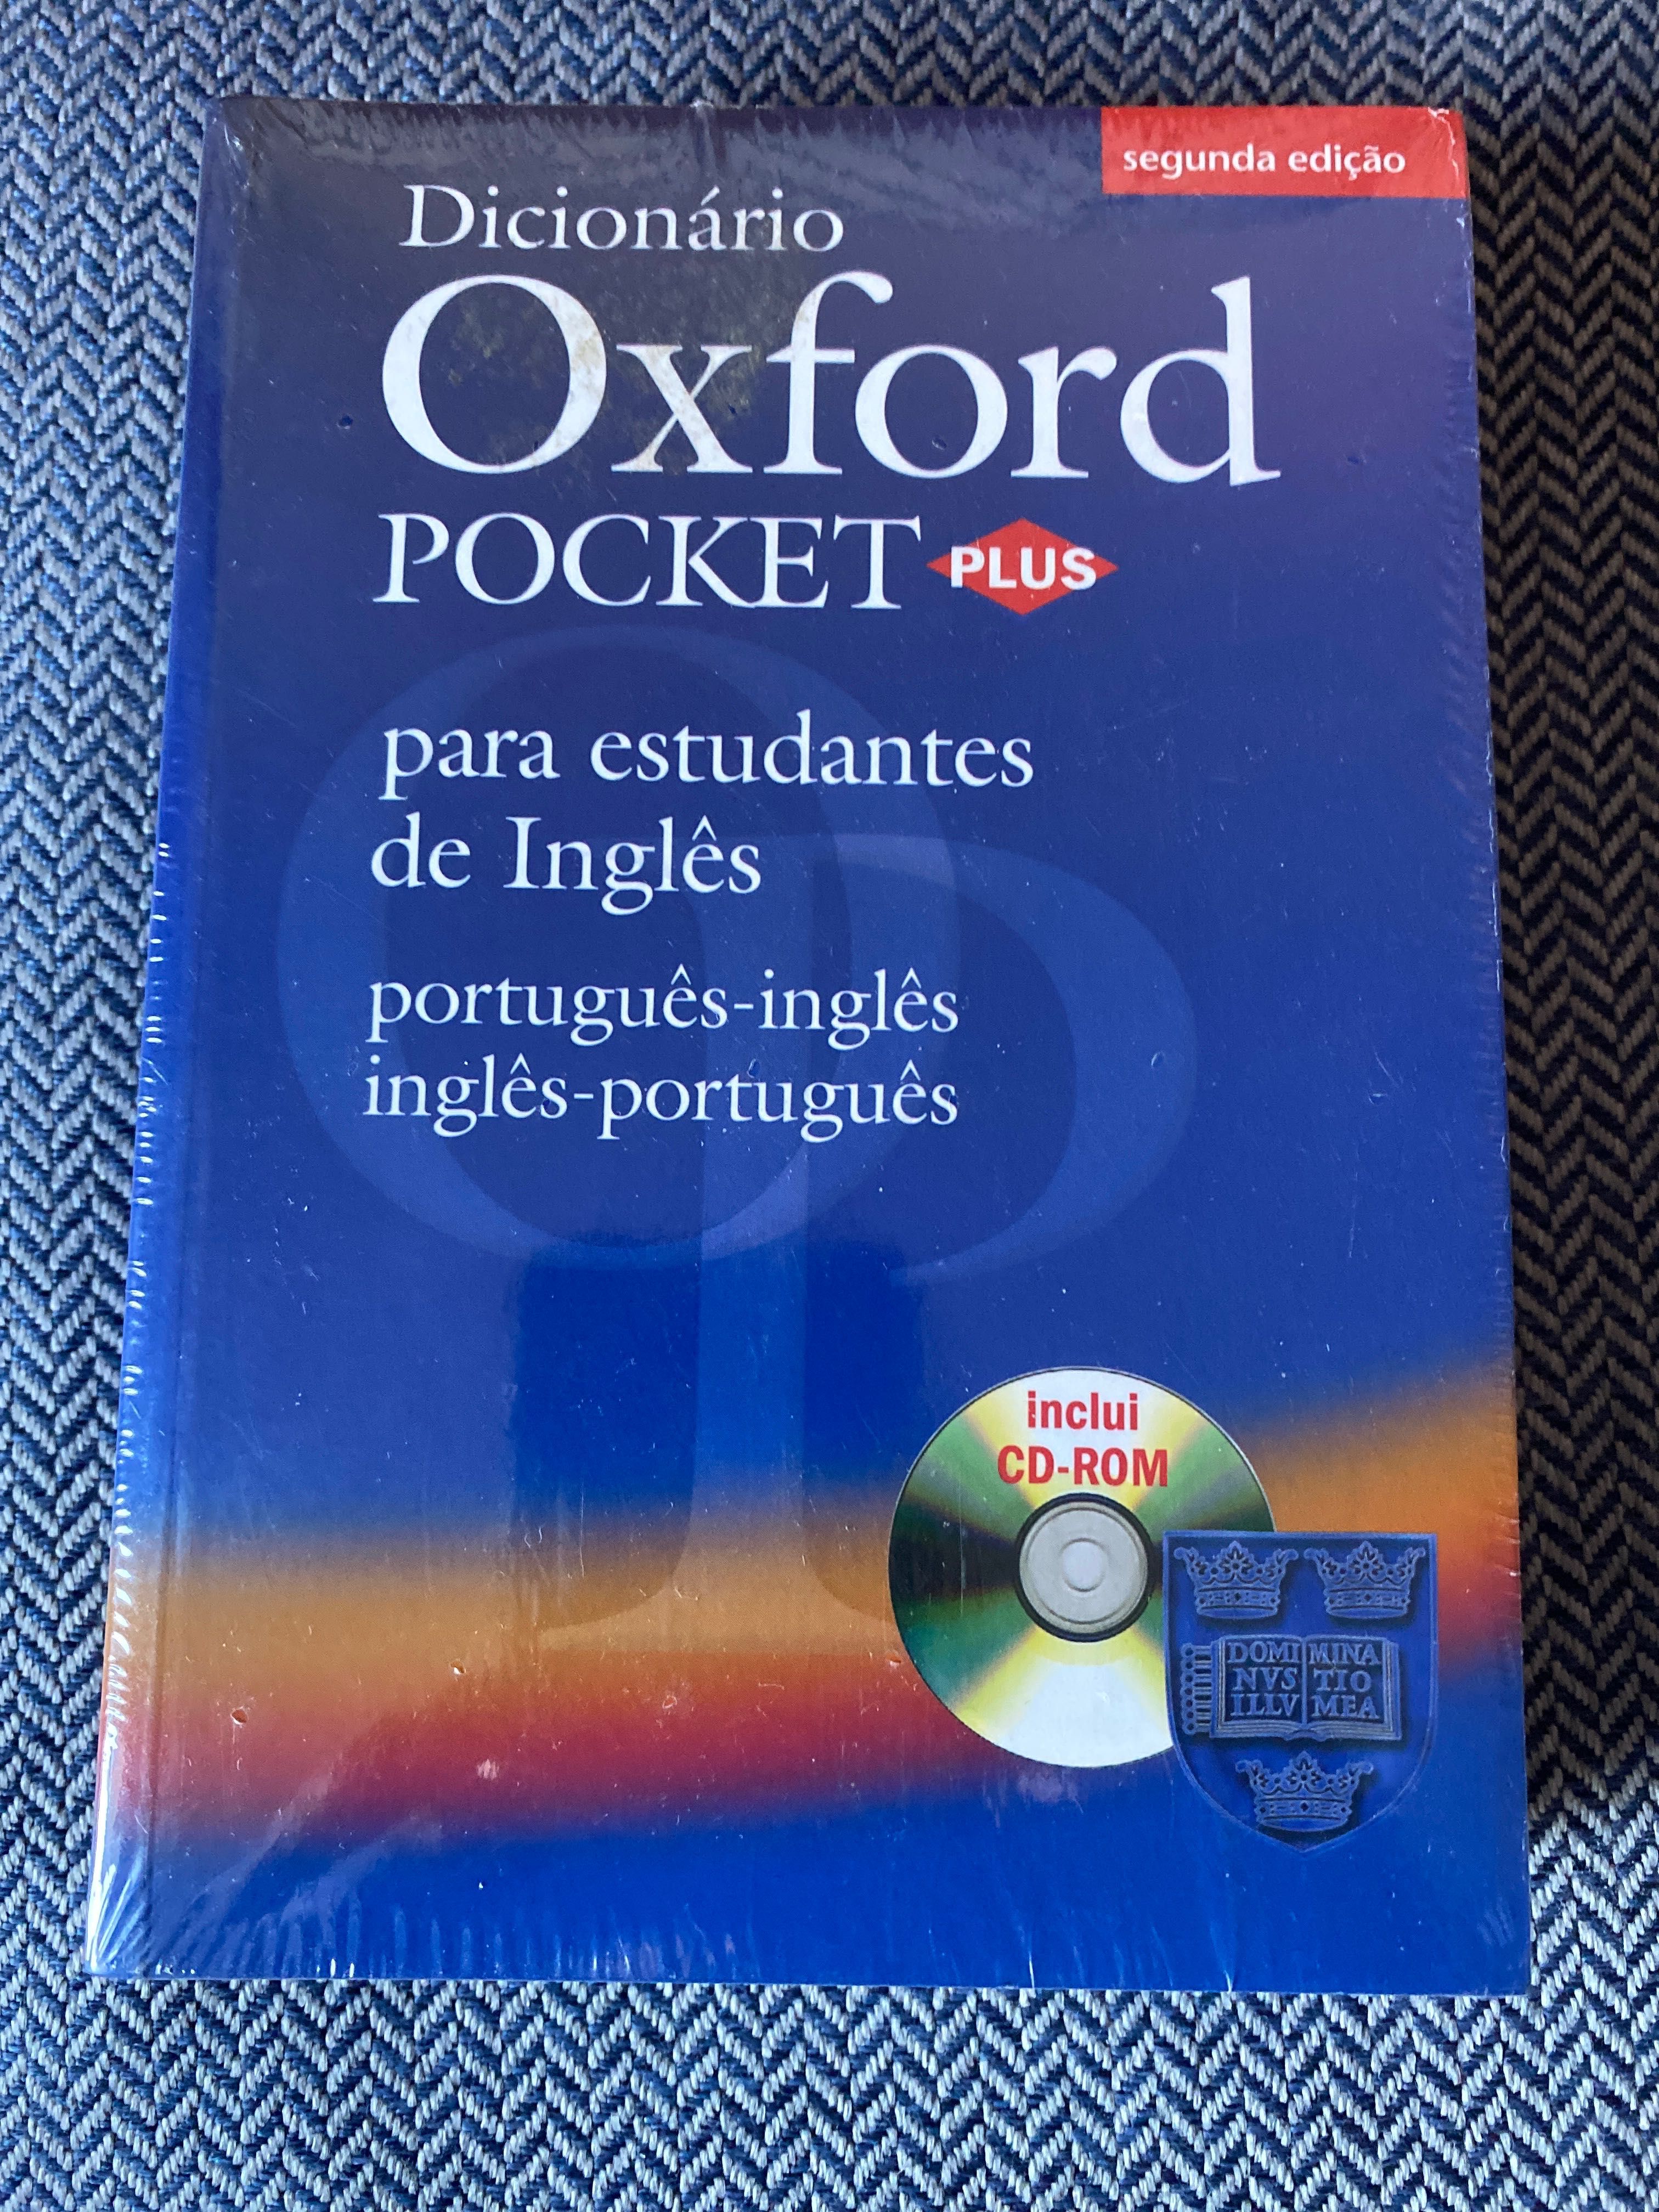 segunda edição
Dicionário
Oxford
POCKET PLUS
para estudantes
de Inglês
português-inglês
inglês-português
inclui
CD-ROM
DOMI MINA
NVS TIO
ILLV MEA